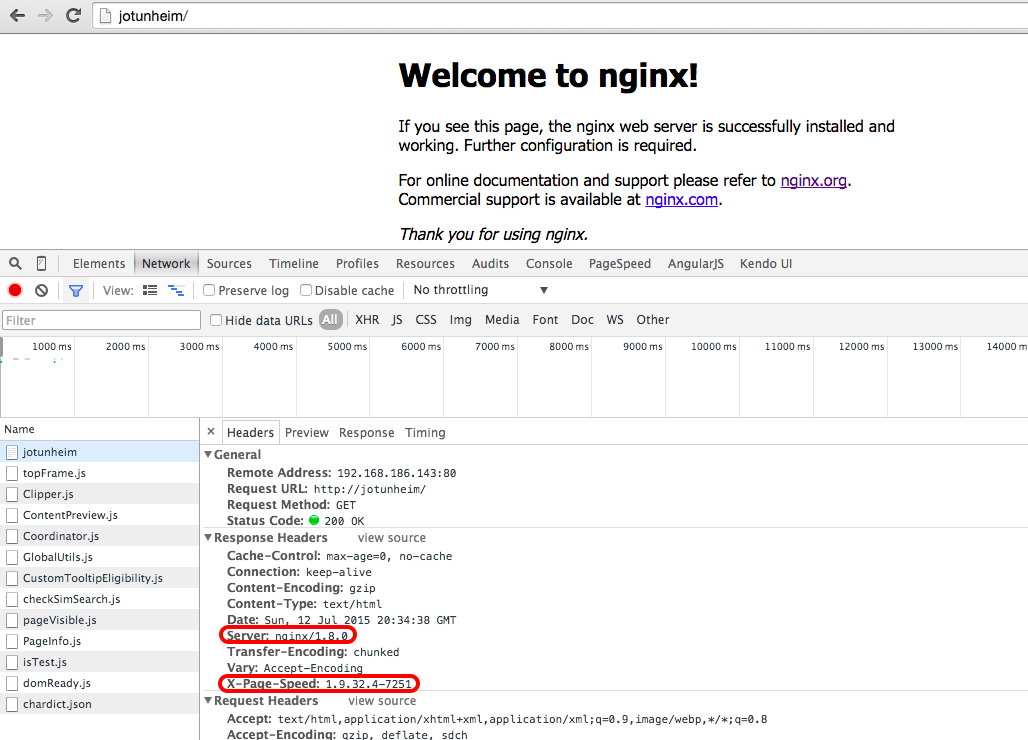 jotunheim/
Welcome to nginx!
If you see this page, the nginx web server is successfully installed and
working. Further configuration is required.
For online documentation and support please refer to nginx.org.
Commercial support is available at nginx.com.
Thank you for using nginx.
Elements Network Sources Timeline Profiles Resources Audits Console PageSpeed AngularJS Kendo UI
View: Preserve log Disable cache No throttling
Filter Hide data URLs All XHR JS CSS Img Media Font Doc WS Other
1000 ms 2000 ms 3000 ms 4000 ms 5000 ms 6000 ms 7000 ms 8000 ms 9000 ms 10000 ms 11000 ms 12000 ms 13000 ms 14000 m
Name
jotunheim
topFrame.js
Clipper.js
ContentPreview.js
Coordinator.js
GlobalUtils.js
CustomTooltipEligibility.js
checkSimSearch.js
pageVisible.js
PageInfo.js
isTest.js
domReady.js
chardict.json
× Headers Preview Response Timing
General
Remote Address: 192.168.186.143:80
Request URL: http://jotunheim/
Request Method: GET
Status Code: 200 OK
Response Headers view source
Cache-Control: max-age=0, no-cache
Connection: keep-alive
Content-Encoding: gzip
Content-Type: text/html
Date: Sun, 12 Jul 2015 20:34:38 GMT
Server: nginx/1.8.0
Transfer-Encoding: chunked
Vary: Accept-Encoding
X-Page-Speed: 1.9.32.4-7251
Request Headers view source
Accept: text/html,application/xhtml+xml,application/xml;q=0.9,image/webp,*/*;q=0.8
Accept-Encoding: gzip, deflate, sdch